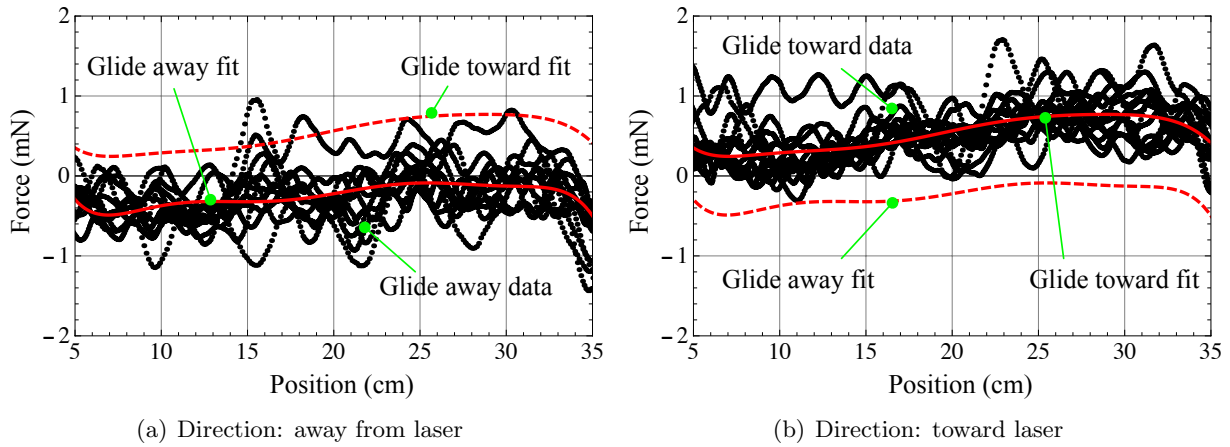 2
Glide away fit
Glide toward fit
1
0
Force (mN)
−1
Glide away data
−2
5
10
15
20
25
30
35
Position (cm)
(a) Direction: away from laser
2
Glide toward data
1
0
Force (mN)
−1
Glide away fit
Glide toward fit
−2
5
10
15
20
25
30
35
Position (cm)
(b) Direction: toward laser